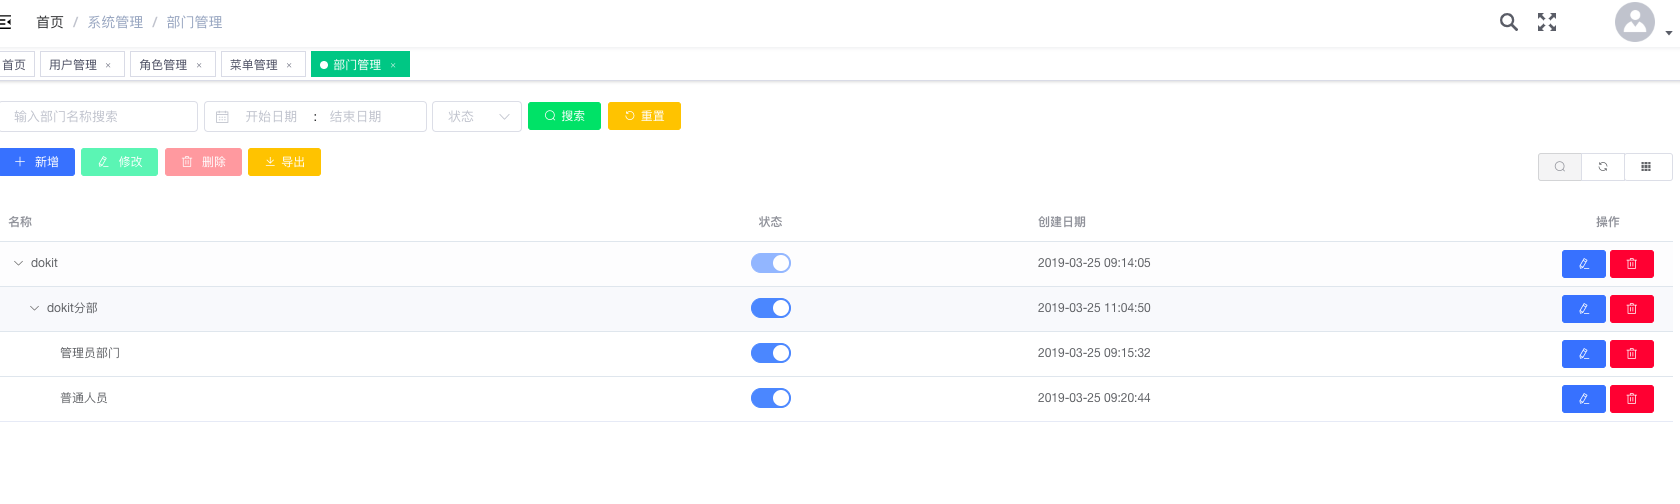 首页 / 系统管理 / 部门管理
首页 用户管理 × 角色管理 × 菜单管理 × 部门管理 ×
输入部门名称搜索 开始日期 : 结束日期 状态 搜索 重置
新增 修改 删除 导出
名称 状态 创建日期 操作
dokit 2019-03-25 09:14:05
dokit分部 2019-03-25 11:04:50
管理员部门 2019-03-25 09:15:32
普通人员 2019-03-25 09:20:44